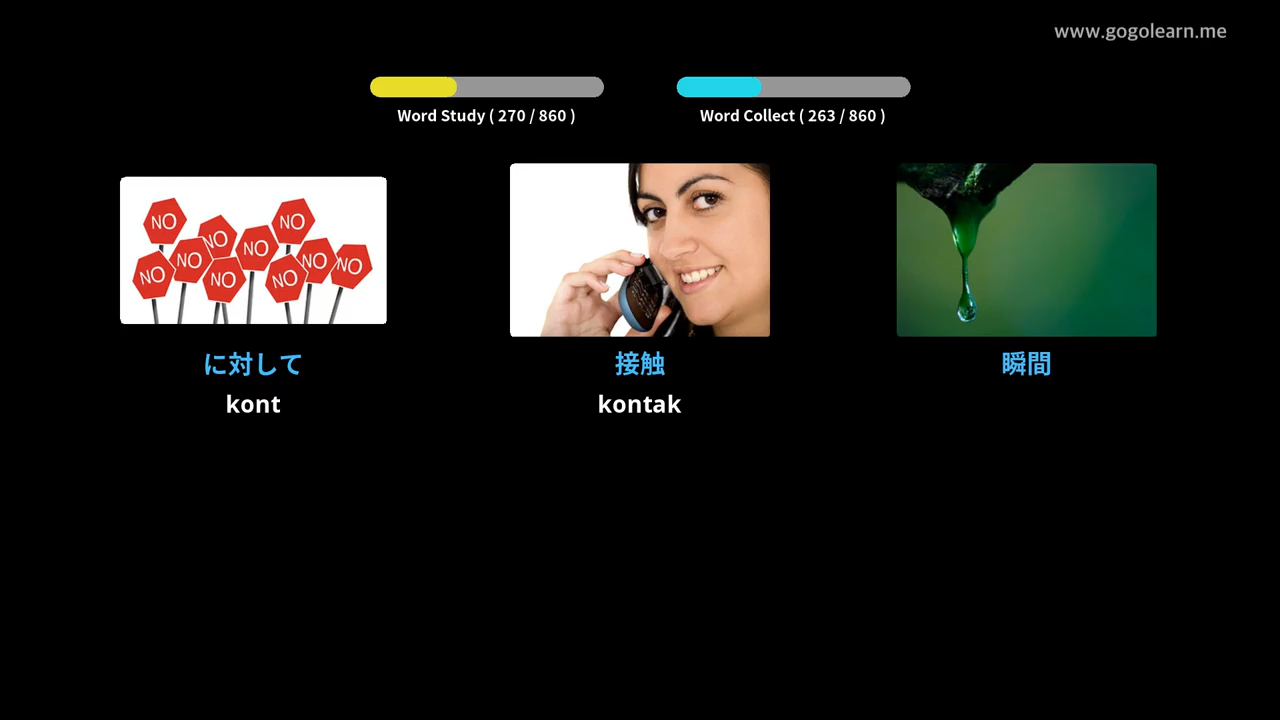 www.gogolearn.me
Word Study ( 270 / 860 )
Word Collect ( 263 / 860 )
NO
NO
NO
NO
NO
NO
NO
NO
NO
NO
に対して
接触
瞬間
kont
kontak